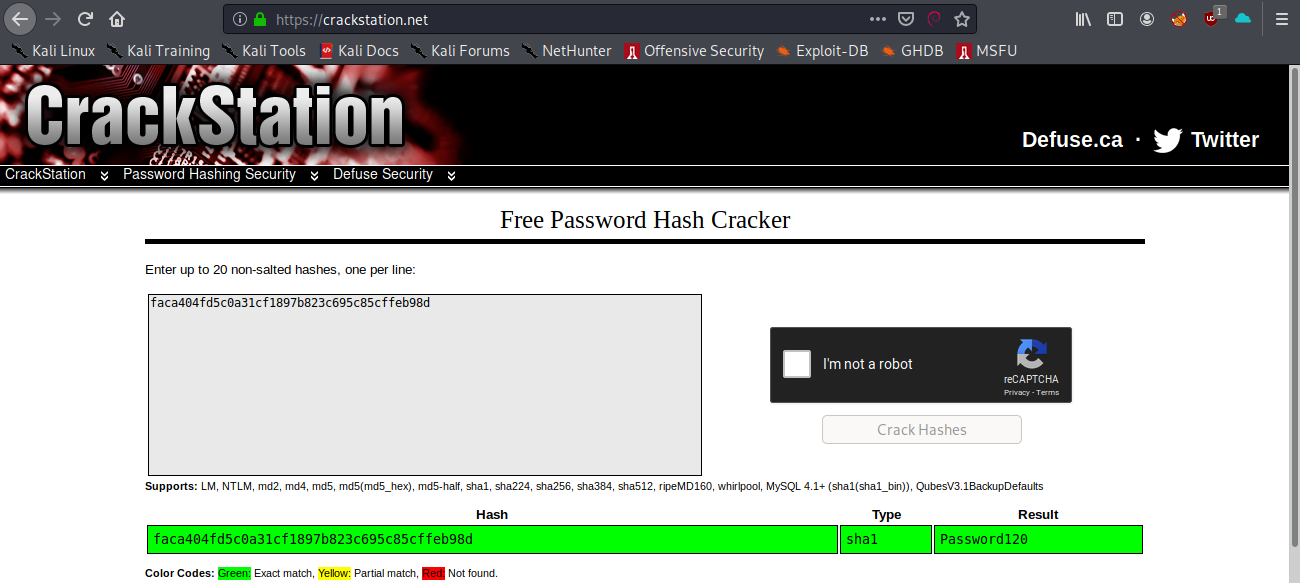 https://crackstation.net
1
Kali Linux Kali Training Kali Tools Kali Docs Kali Forums NetHunter Offensive Security Exploit-DB GHDB MSFU
CrackStation
Defuse.ca · Twitter
CrackStation Password Hashing Security Defuse Security
Free Password Hash Cracker
Enter up to 20 non-salted hashes, one per line:
faca404fd5c0a31cf1897b823c695c85cffeb98d
I'm not a robot
reCAPTCHA
Privacy - Terms
Crack Hashes
Supports: LM, NTLM, md2, md4, md5, md5(md5_hex), md5-half, sha1, sha224, sha256, sha384, sha512, ripeMD160, whirlpool, MySQL 4.1+ (sha1(sha1_bin)), QubesV3.1BackupDefaults
Hash Type Result
faca404fd5c0a31cf1897b823c695c85cffeb98d sha1 Password120
Color Codes: Green: Exact match, Yellow: Partial match, Red: Not found.